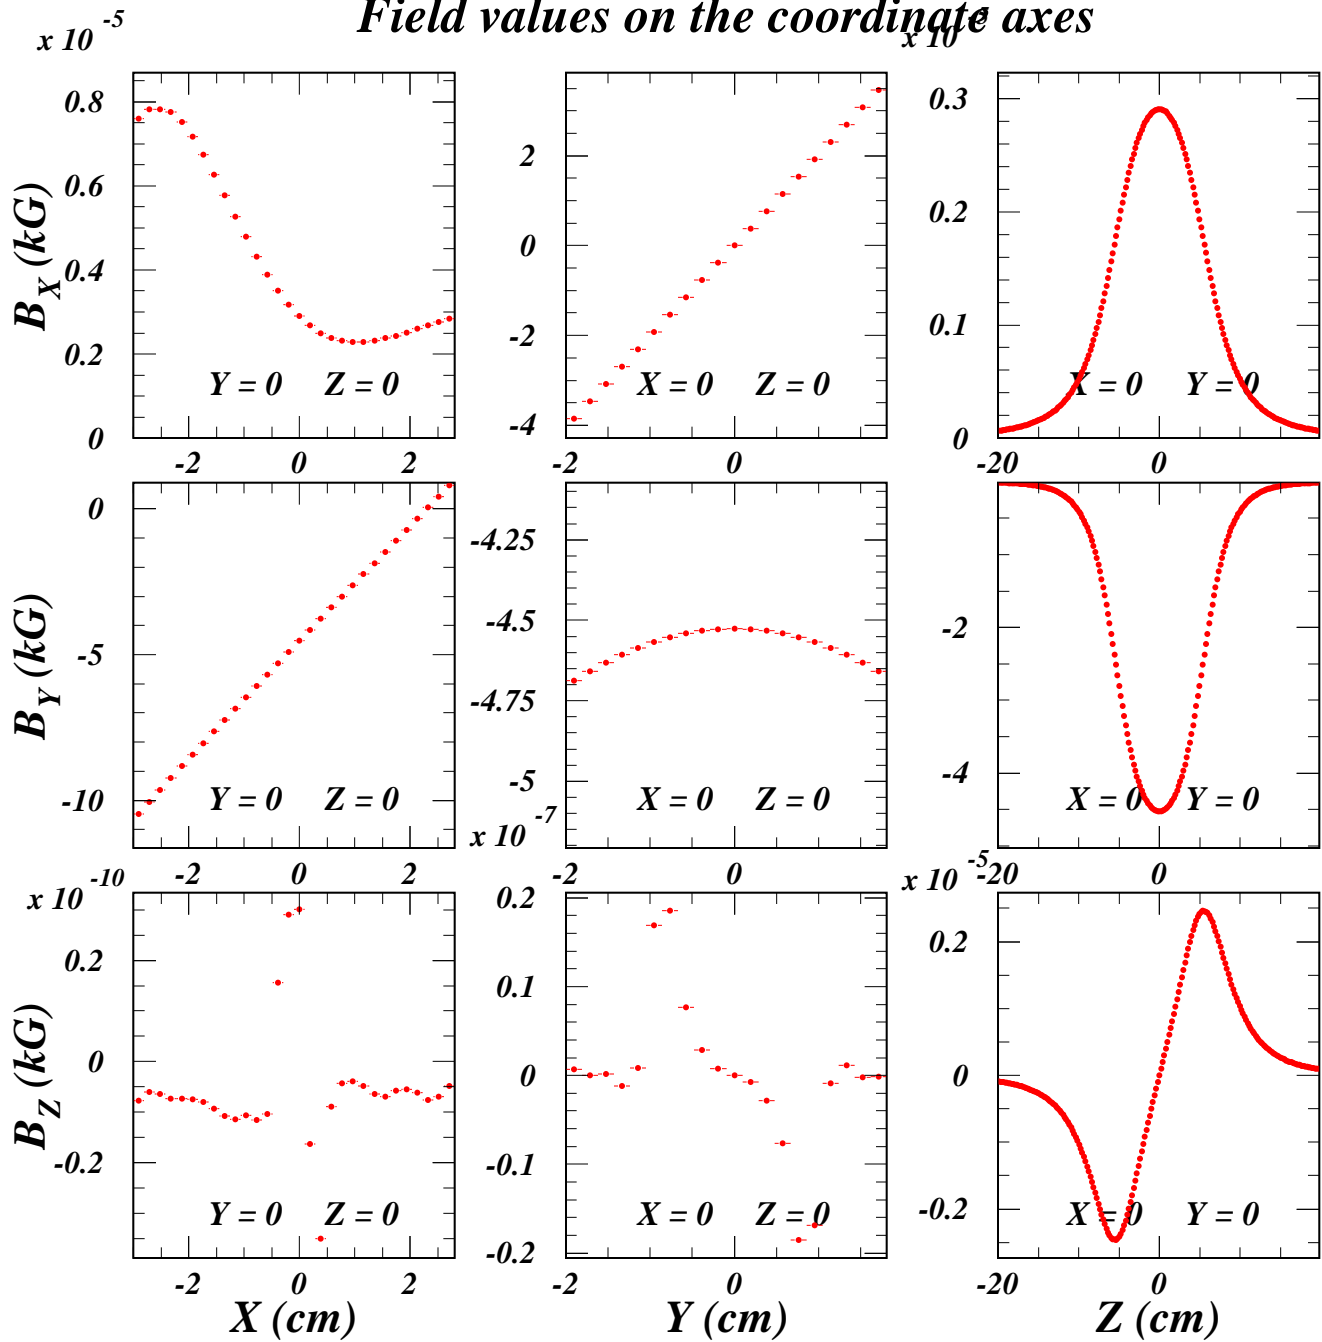 Field values on the coordinate axes
x 10 -5
x 10 -5
B X (kG)
0.8
0.6
0.4
0.2
0
-2 0 2
Y = 0 Z = 0
2
0
-2
-4
-2 0
X = 0 Z = 0
0.3
0.2
0.1
0
-20 0
X = 0 Y = 0
B Y (kG)
0
-5
-10
-2 0 2
Y = 0 Z = 0
-4.25
-4.5
-4.75
-5
-2 0
X = 0 Z = 0
-2
-4
-20 0
X = 0 Y = 0
x 10 -10
x 10 -7
x 10 -5
B Z (kG)
0.2
0
-0.2
-2 0 2
Y = 0 Z = 0
X (cm)
0.2
0.1
0
-0.1
-0.2
-2 0
X = 0 Z = 0
Y (cm)
0.2
0
-0.2
-20 0
X = 0 Y = 0
Z (cm)